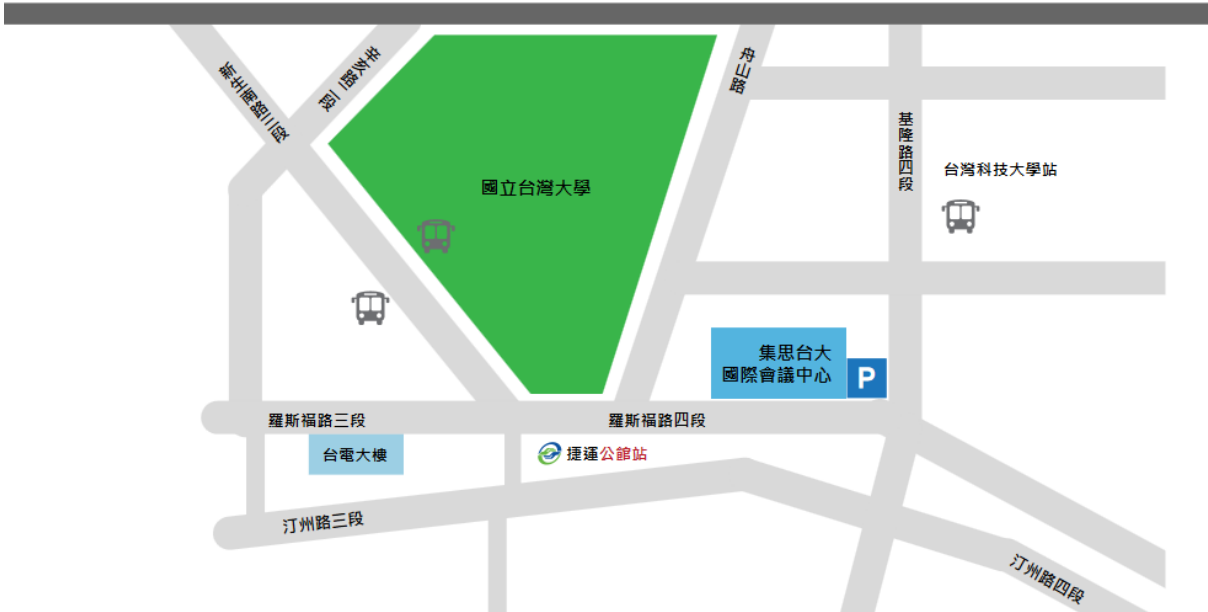 新生南路三段
辛亥路一段
舟山路
基隆路四段
國立台灣大學
台灣科技大學站
集思台大
國際會議中心
P
羅斯福路三段
羅斯福路四段
台電大樓
捷運公館站
汀州路三段
汀州路四段